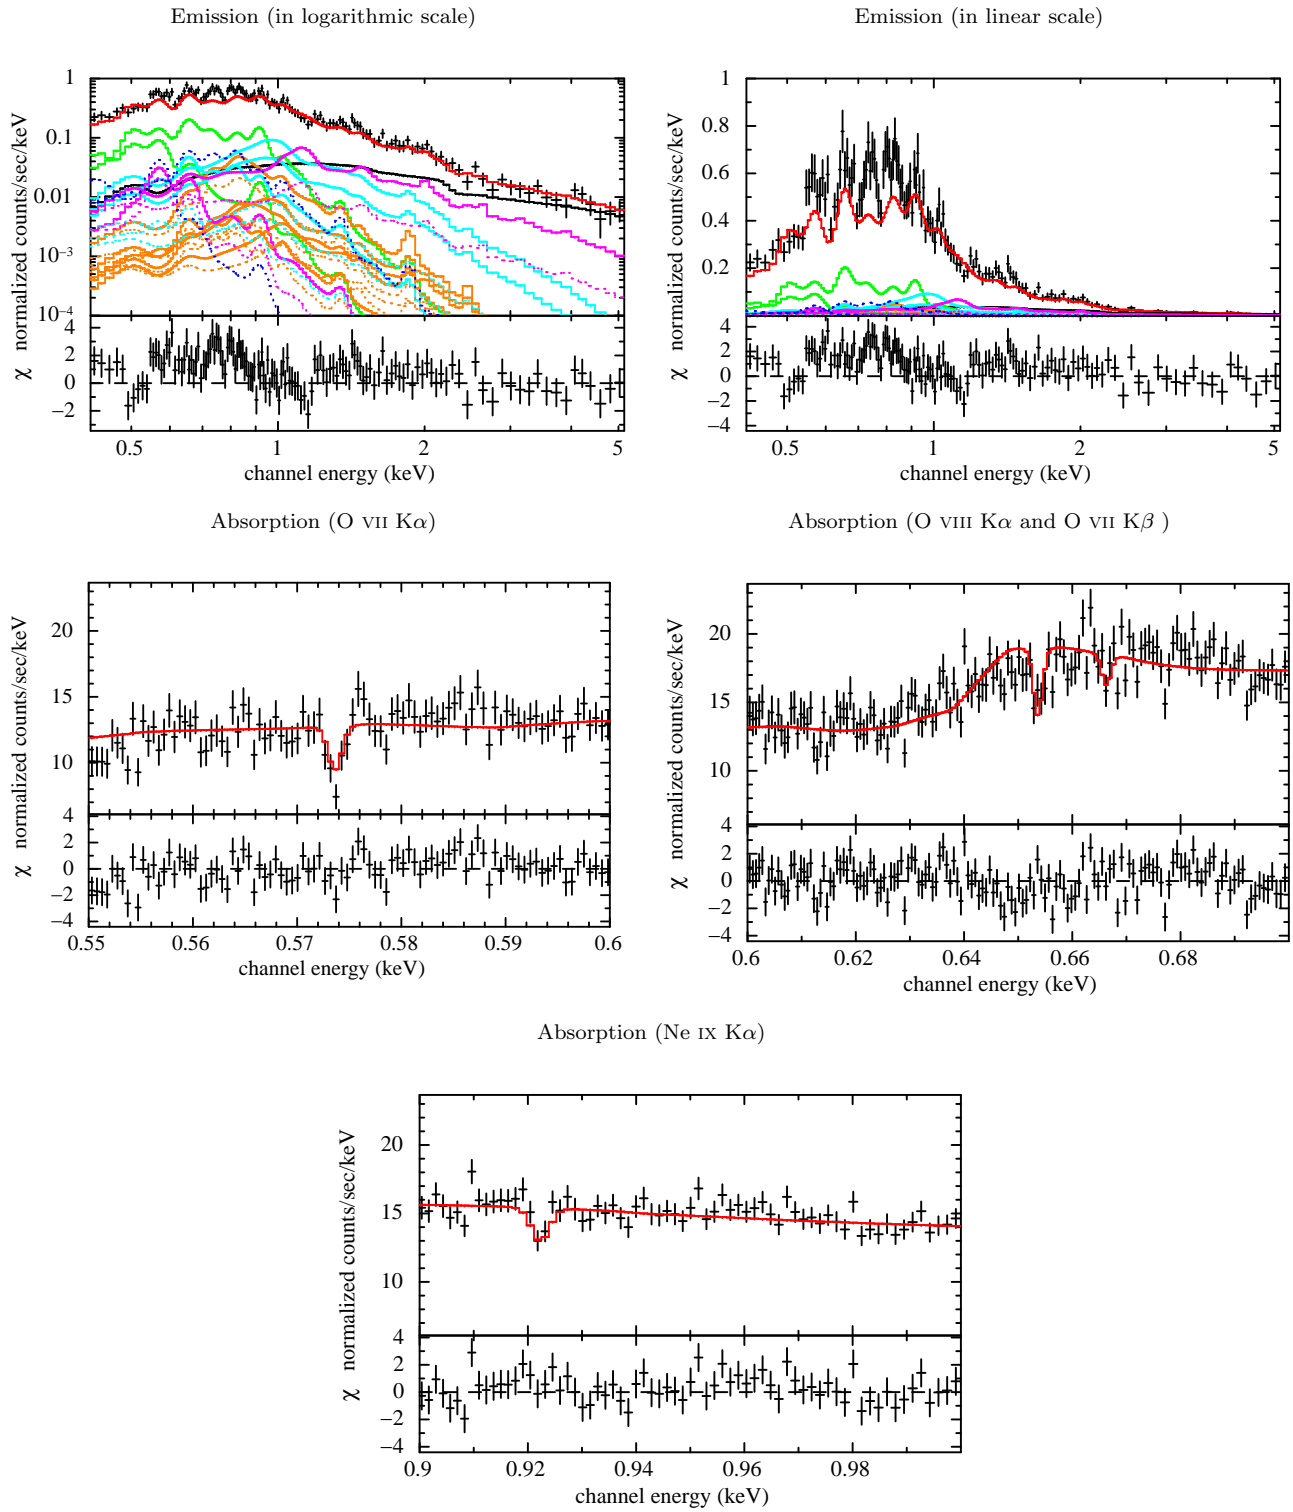 Emission (in logarithmic scale)
Emission (in linear scale)
1
0.1
0.01
10⁻³
10⁻⁴
normalized counts/sec/keV
4
2
0
−2
χ
0.5 1 2 5
channel energy (keV)
1
0.8
0.6
0.4
0.2
normalized counts/sec/keV
4
2
0
−2
−4
χ
0.5 1 2 5
channel energy (keV)
Absorption (O VII Kα)
Absorption (O VIII Kα and O VII Kβ )
20
15
10
normalized counts/sec/keV
4
2
0
−2
−4
χ
0.55 0.56 0.57 0.58 0.59 0.6
channel energy (keV)
20
15
10
normalized counts/sec/keV
4
2
0
−2
−4
χ
0.6 0.62 0.64 0.66 0.68
channel energy (keV)
Absorption (Ne IX Kα)
20
15
10
normalized counts/sec/keV
4
2
0
−2
−4
χ
0.9 0.92 0.94 0.96 0.98
channel energy (keV)